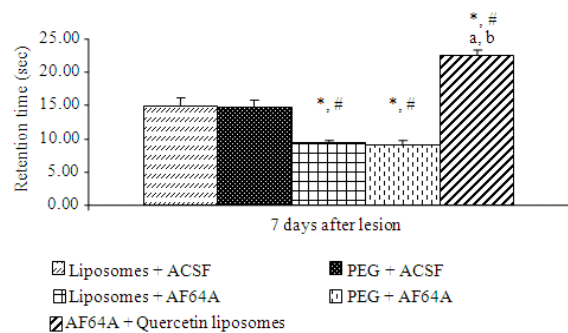 *, #
a, b
25.00
20.00
15.00
10.00
5.00
0.00
Retention time (sec)
*, #
*, #
7 days after lesion
Liposomes + ACSF
PEG + ACSF
Liposomes + AF64A
PEG + AF64A
AF64A + Quercetin liposomes